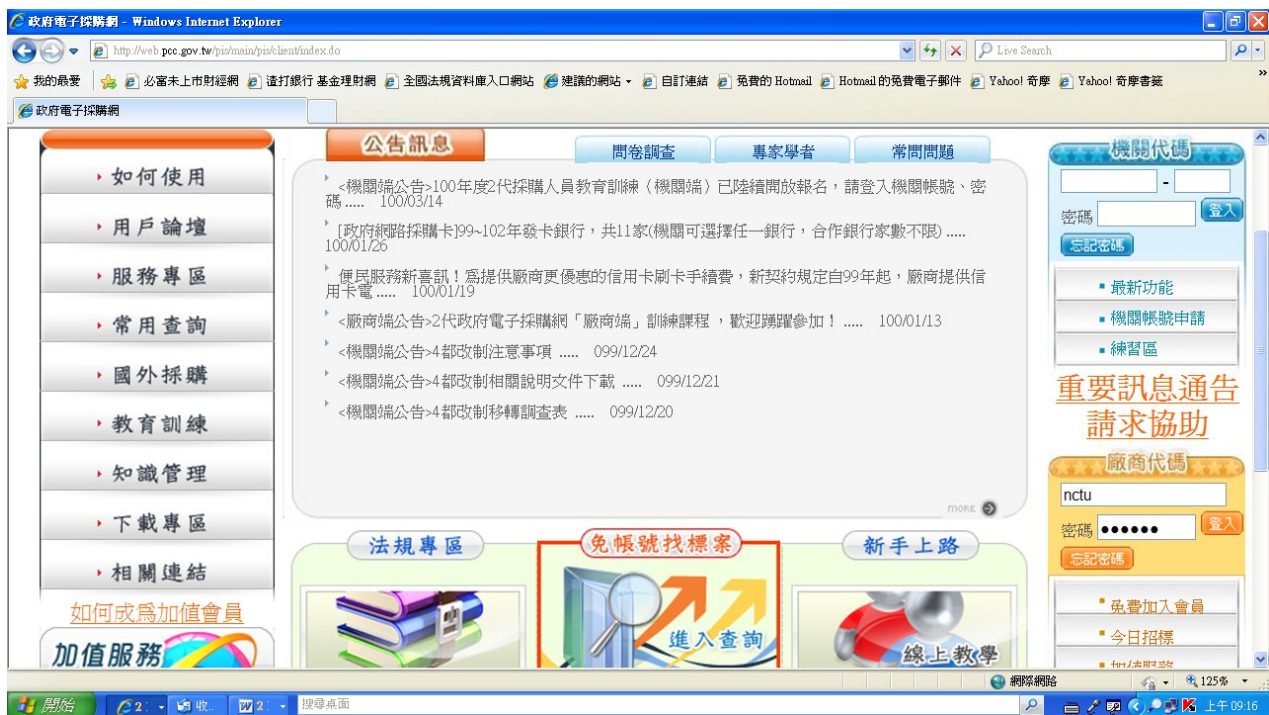 政府電子採購網 - Windows Internet Explorer
http://web.pcc.gov.tw/pis/main/pis/client/index.do
Live Search
我的最愛 必富未上市財經網 渣打銀行 基金理財網 全國法規資料庫入口網站 建議的網站 自訂連結 免費的 Hotmail Hotmail 的免費電子郵件 Yahoo! 奇摩 Yahoo! 奇摩書籤 »
政府電子採購網
如何使用
用戶論壇
服務專區
常用查詢
國外採購
教育訓練
知識管理
下載專區
相關連結
如何成為加值會員
加值服務
公告訊息 問卷調查 專家學者 常問問題
<機關端公告>100年度2代採購人員教育訓練（機關端）已陸續開放報名，請登入機關帳號、密
碼..... 100/03/14
[政府網路採購卡]99~102年發卡銀行，共11家(機關可選擇任一銀行，合作銀行家數不限).....
100/01/26
便民服務新喜訊！為提供廠商更優惠的信用卡刷卡手續費，新契約規定自99年起，廠商提供信
用卡電..... 100/01/19
<廠商端公告>2代政府電子採購網「廠商端」訓練課程 ，歡迎踴躍參加！..... 100/01/13
<機關端公告>4都改制注意事項 ..... 099/12/24
<機關端公告>4都改制相關說明文件下載 ..... 099/12/21
<機關端公告>4都改制移轉調查表 ..... 099/12/20
MORE
法規專區
免帳號找標案
進入查詢
新手上路
線上教學
機關代碼
-
密碼 登入
忘記密碼
最新功能
機關帳號申請
練習區
重要訊息通告
請求協助
廠商代碼
nctu
密碼 •••••• 登入
忘記密碼
免費加入會員
今日招標
加值服務
網際網路 125%
開始 2 收.. 2 搜尋桌面 上午 09:16